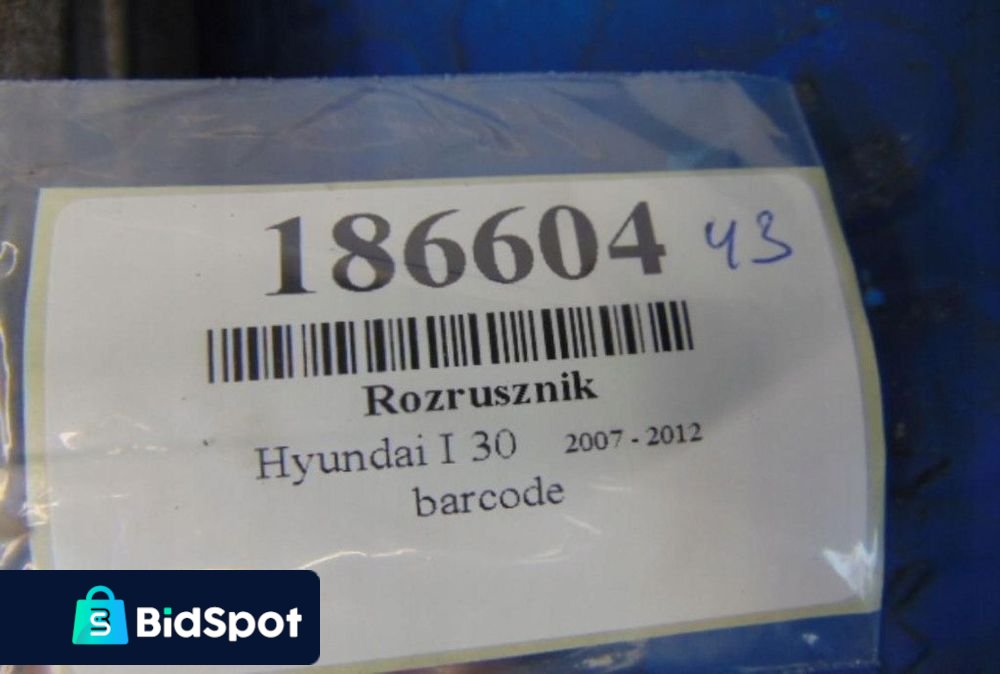 186604 43
Rozrusznik
Hyundai I 30 2007 - 2012
barcode
BidSpot